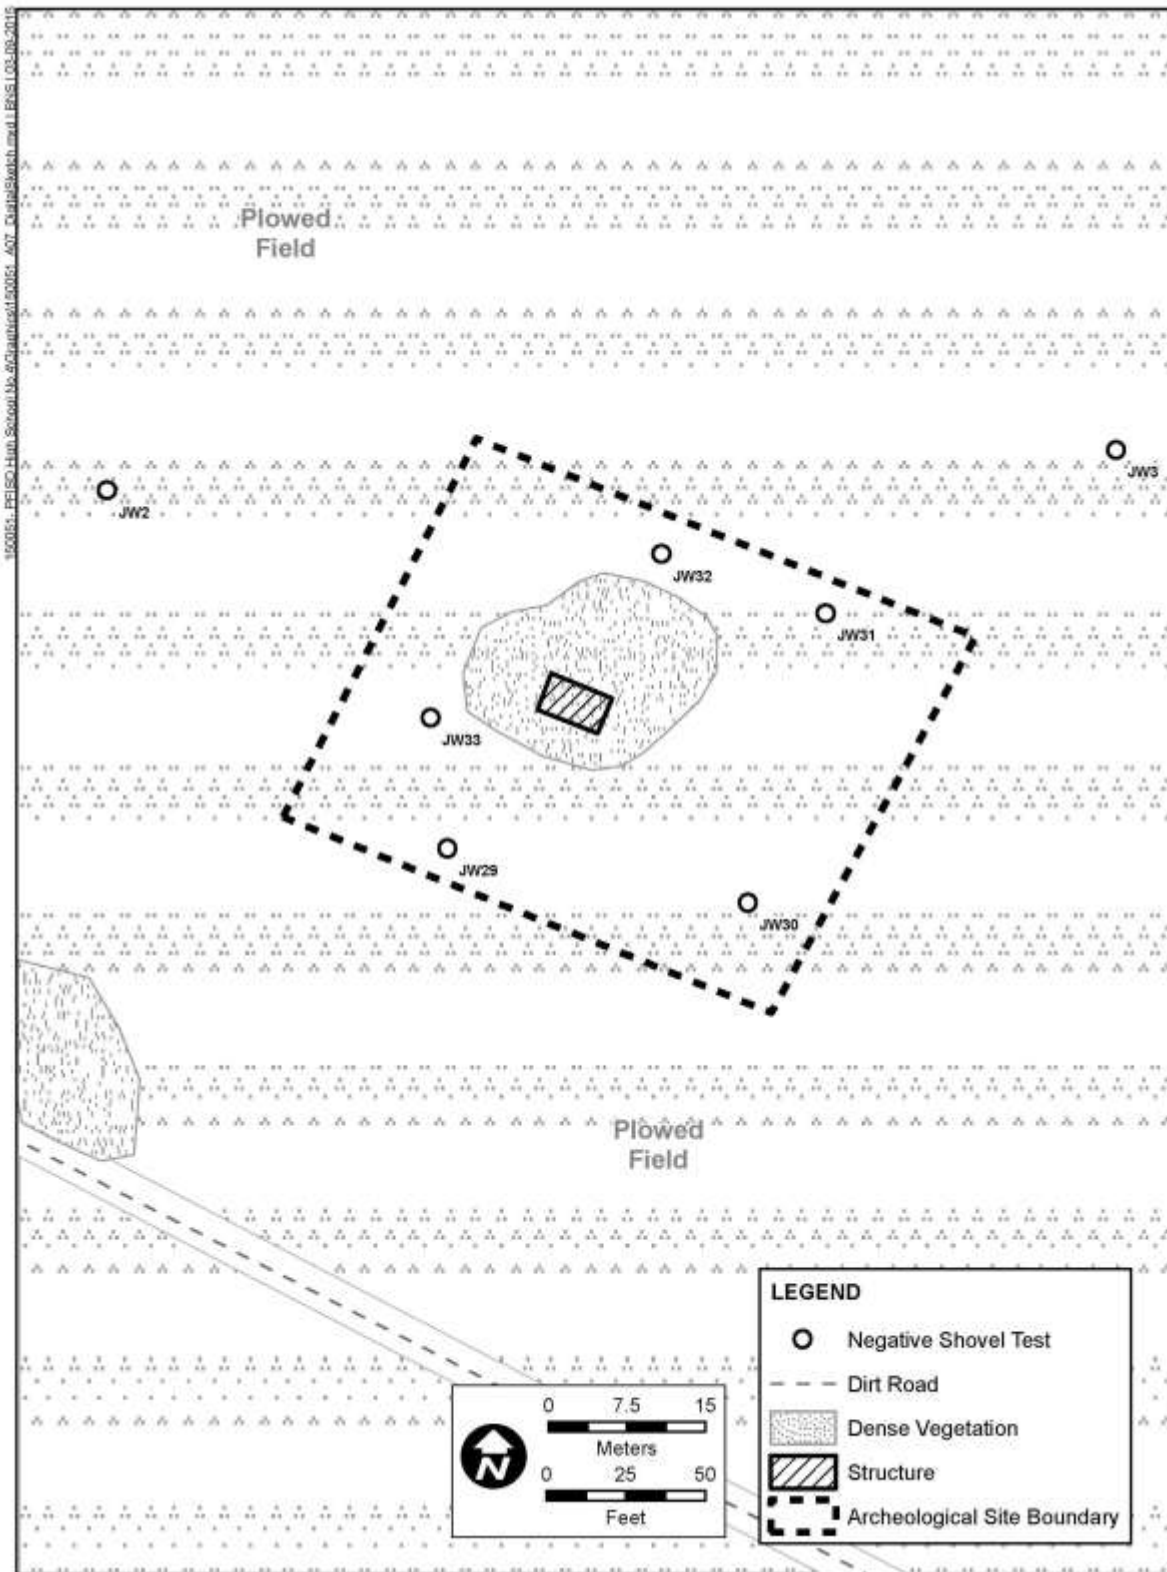 Plowed
Field
JW3
JW2
JW32
JW31
JW33
JW29
JW30
Plowed
Field
LEGEND
Negative Shovel Test
Dirt Road
Dense Vegetation
Structure
Archeological Site Boundary
0 7.5 15
Meters
N
0 25 50
Feet